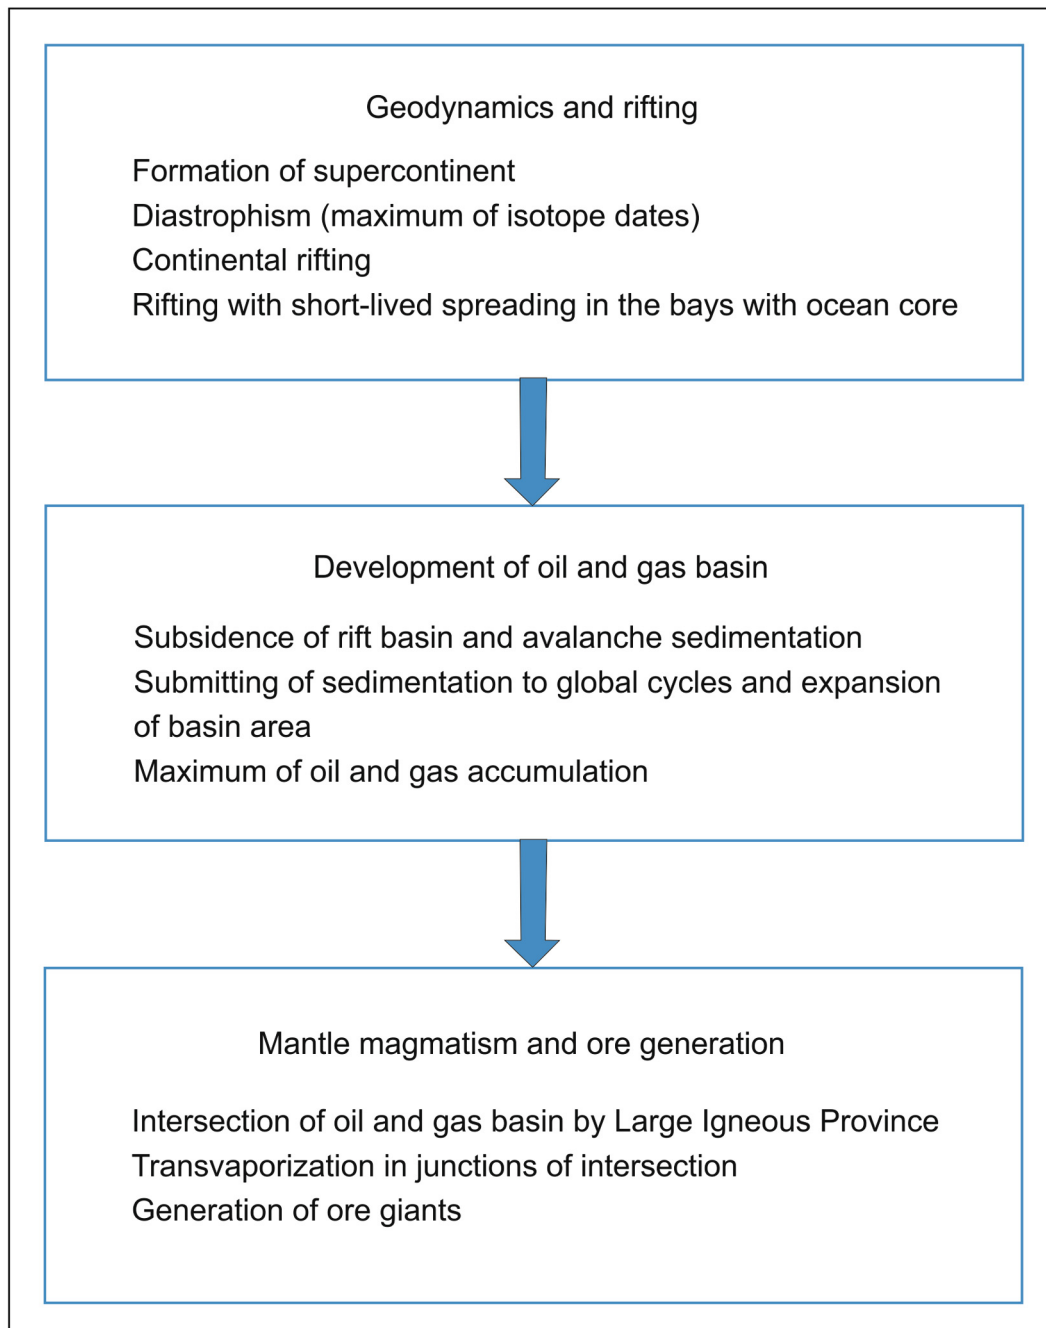 Geodynamics and rifting
Formation of supercontinent
Diastrophism (maximum of isotope dates)
Continental rifting
Rifting with short-lived spreading in the bays with ocean core
Development of oil and gas basin
Subsidence of rift basin and avalanche sedimentation
Submitting of sedimentation to global cycles and expansion
of basin area
Maximum of oil and gas accumulation
Mantle magmatism and ore generation
Intersection of oil and gas basin by Large Igneous Province
Transvaporization in junctions of intersection
Generation of ore giants